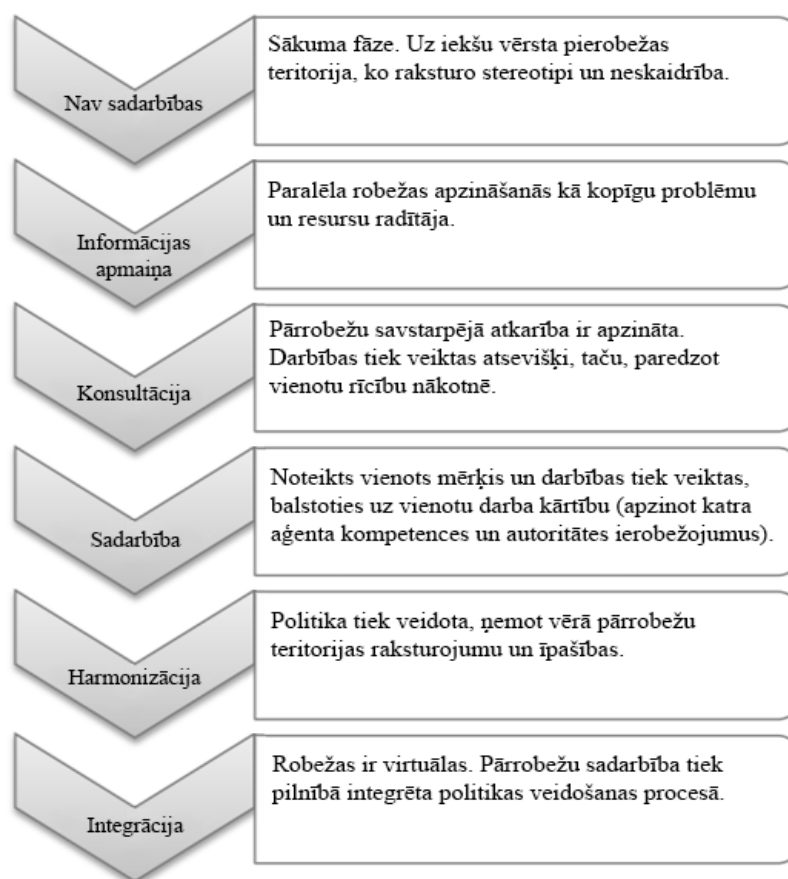 Nav sadarbības
Sākuma fāze. Uz iekšu vērsta pierobežas
teritorija, ko raksturo stereotipi un neskaidrība.
Informācijas
apmaiņa
Paralēla robežas apzināšanās kā kopīgu problēmu
un resursu radītāja.
Konsultācija
Pārrobežu savstarpējā atkarība ir apzināta.
Darbības tiek veiktas atsevišķi, taču, paredzot
vienotu rīcību nākotnē.
Sadarbība
Noteikts vienots mērķis un darbības tiek veiktas,
balstoties uz vienotu darba kārtību (apzinot katra
aģenta kompetences un autoritātes ierobežojumus).
Harmonizācija
Politika tiek veidota, ņemot vērā pārrobežu
teritorijas raksturojumu un īpašības.
Integrācija
Robežas ir virtuālas. Pārrobežu sadarbība tiek
pilnībā integrēta politikas veidošanas procesā.